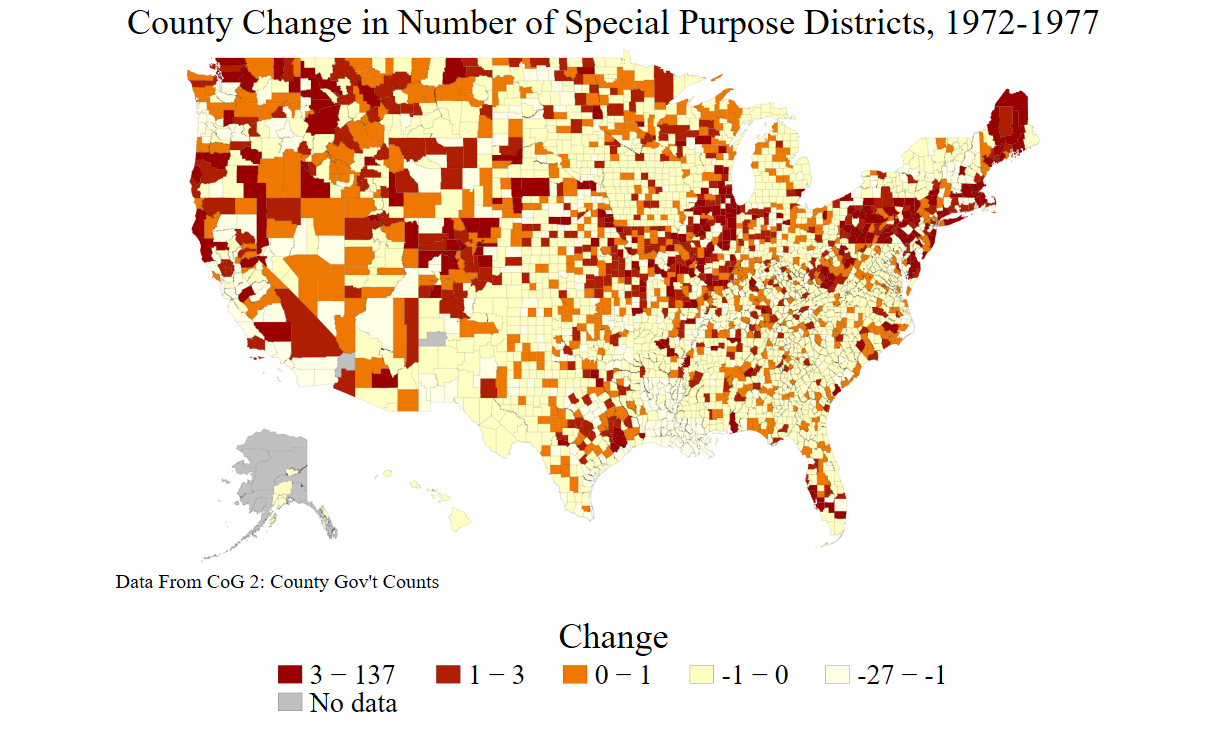 County Change in Number of Special Purpose Districts, 1972-1977
Data From CoG 2: County Gov't Counts
Change
3 − 137 1 − 3 0 − 1 -1 − 0 -27 − -1
No data